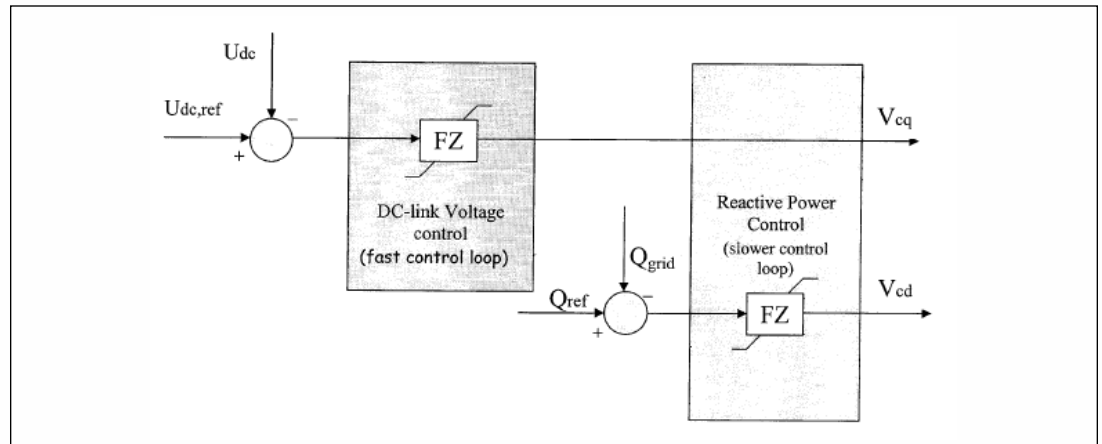 Udc
Udc,ref
−
+
FZ
DC-link Voltage
control
(fast control loop)
Vcq
Reactive Power
Control
(slower control
loop)
Qgrid
Qref
−
+
FZ
Vcd